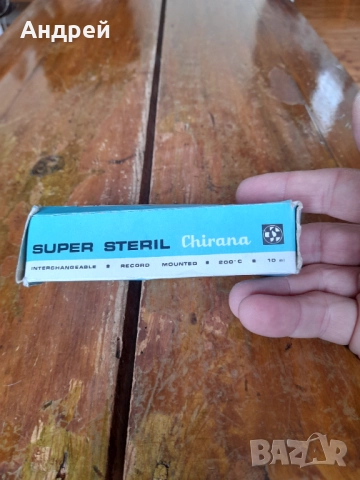 Андрей
SUPER STERIL Chirana
INTERCHANGEABLE • RECORD MOUNTED • 200°C • 10 ml
BAZAR